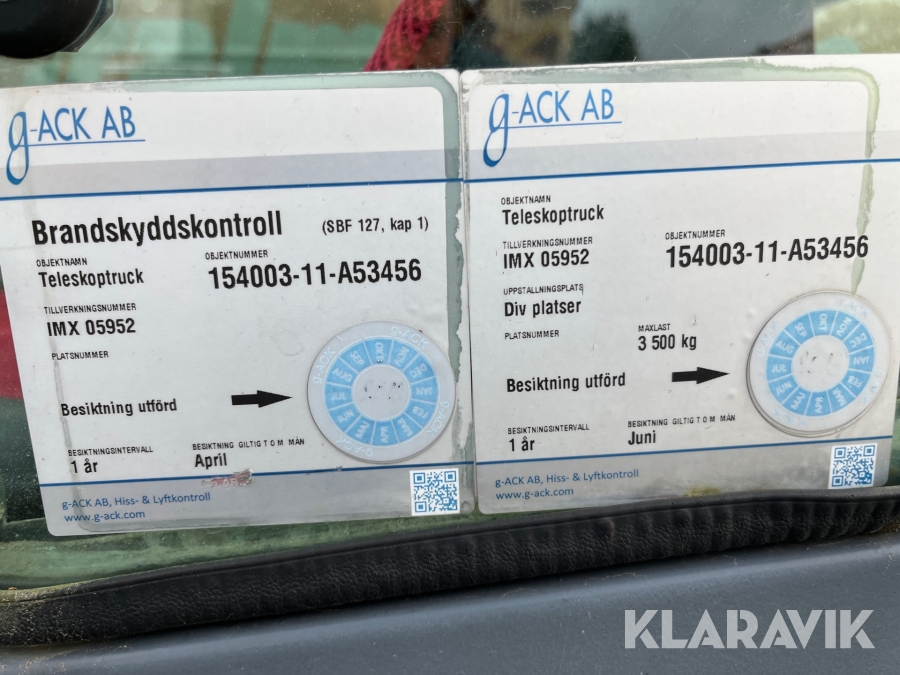 g-ACK AB
Brandskyddskontroll (SBF 127, kap 1)
OBJEKTNAMN
Teleskoptruck
OBJEKTNUMMER
154003-11-A53456
TILLVERKNINGSNUMMER
IMX 05952
PLATSNUMMER
Besiktning utförd
BESIKTNINGSINTERVALL
1 år
BESIKTNING GILTIG T O M MÅN
April
g-ACK AB, Hiss- & Lyftkontroll
www.g-ack.com
g-ACK AB
OBJEKTNAMN
Teleskoptruck
TILLVERKNINGSNUMMER
IMX 05952
OBJEKTNUMMER
154003-11-A53456
UPPSTÄLLNINGSPLATS
Div platser
PLATSNUMMER
MAXLAST
3 500 kg
Besiktning utförd
BESIKTNINGSINTERVALL
1 år
BESIKTNING GILTIG T O M MÅN
Juni
g-ACK AB, Hiss- & Lyftkontroll
www.g-ack.com
KLARAVIK